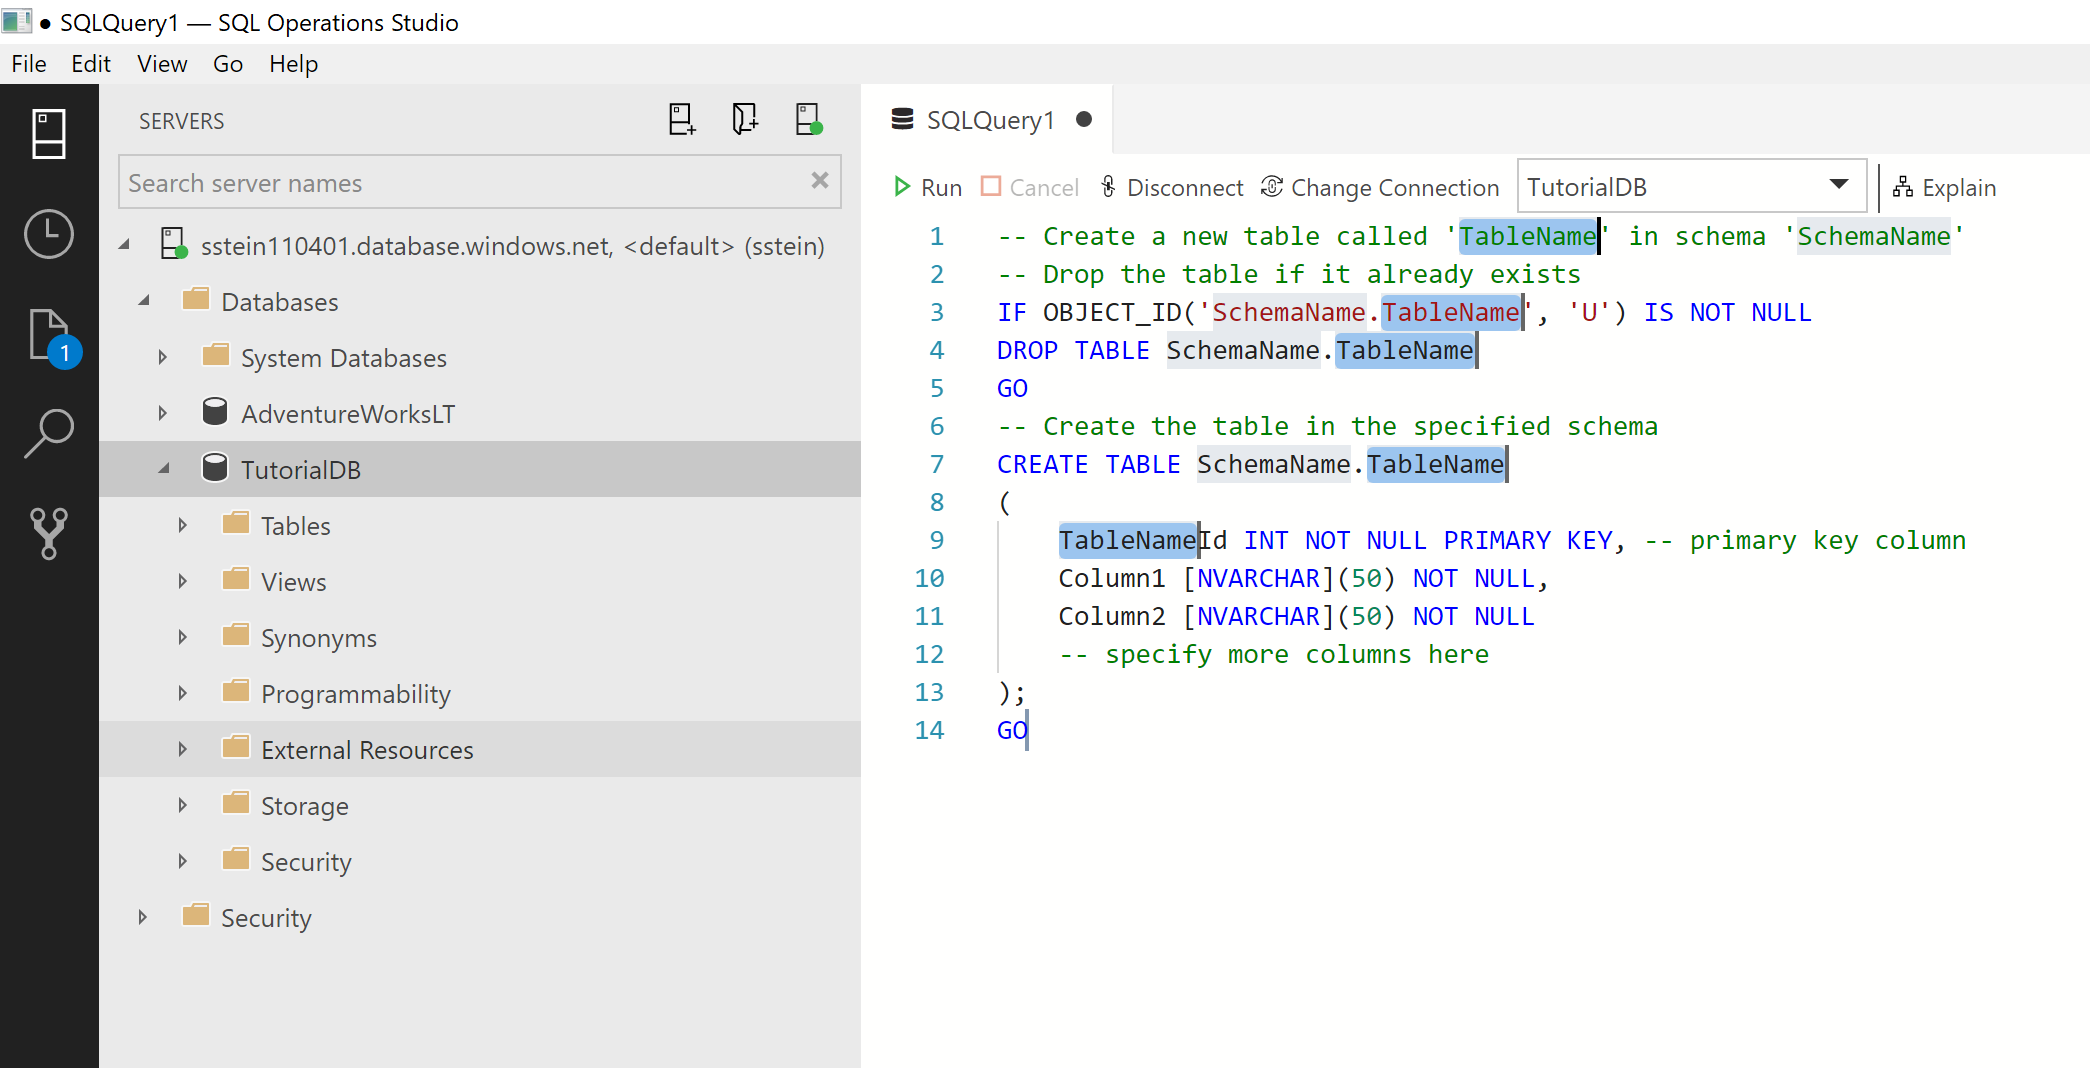 ● SQLQuery1 — SQL Operations Studio
File Edit View Go Help
SERVERS
Search server names
sstein110401.database.windows.net, <default> (sstein)
Databases
System Databases
AdventureWorksLT
TutorialDB
Tables
Views
Synonyms
Programmability
External Resources
Storage
Security
Security
1
SQLQuery1 ●
Run Cancel Disconnect Change Connection TutorialDB Explain
1 -- Create a new table called 'TableName' in schema 'SchemaName'
2 -- Drop the table if it already exists
3 IF OBJECT_ID('SchemaName.TableName', 'U') IS NOT NULL
4 DROP TABLE SchemaName.TableName
5 GO
6 -- Create the table in the specified schema
7 CREATE TABLE SchemaName.TableName
8 (
9 TableNameId INT NOT NULL PRIMARY KEY, -- primary key column
10 Column1 [NVARCHAR](50) NOT NULL,
11 Column2 [NVARCHAR](50) NOT NULL
12 -- specify more columns here
13 );
14 GO